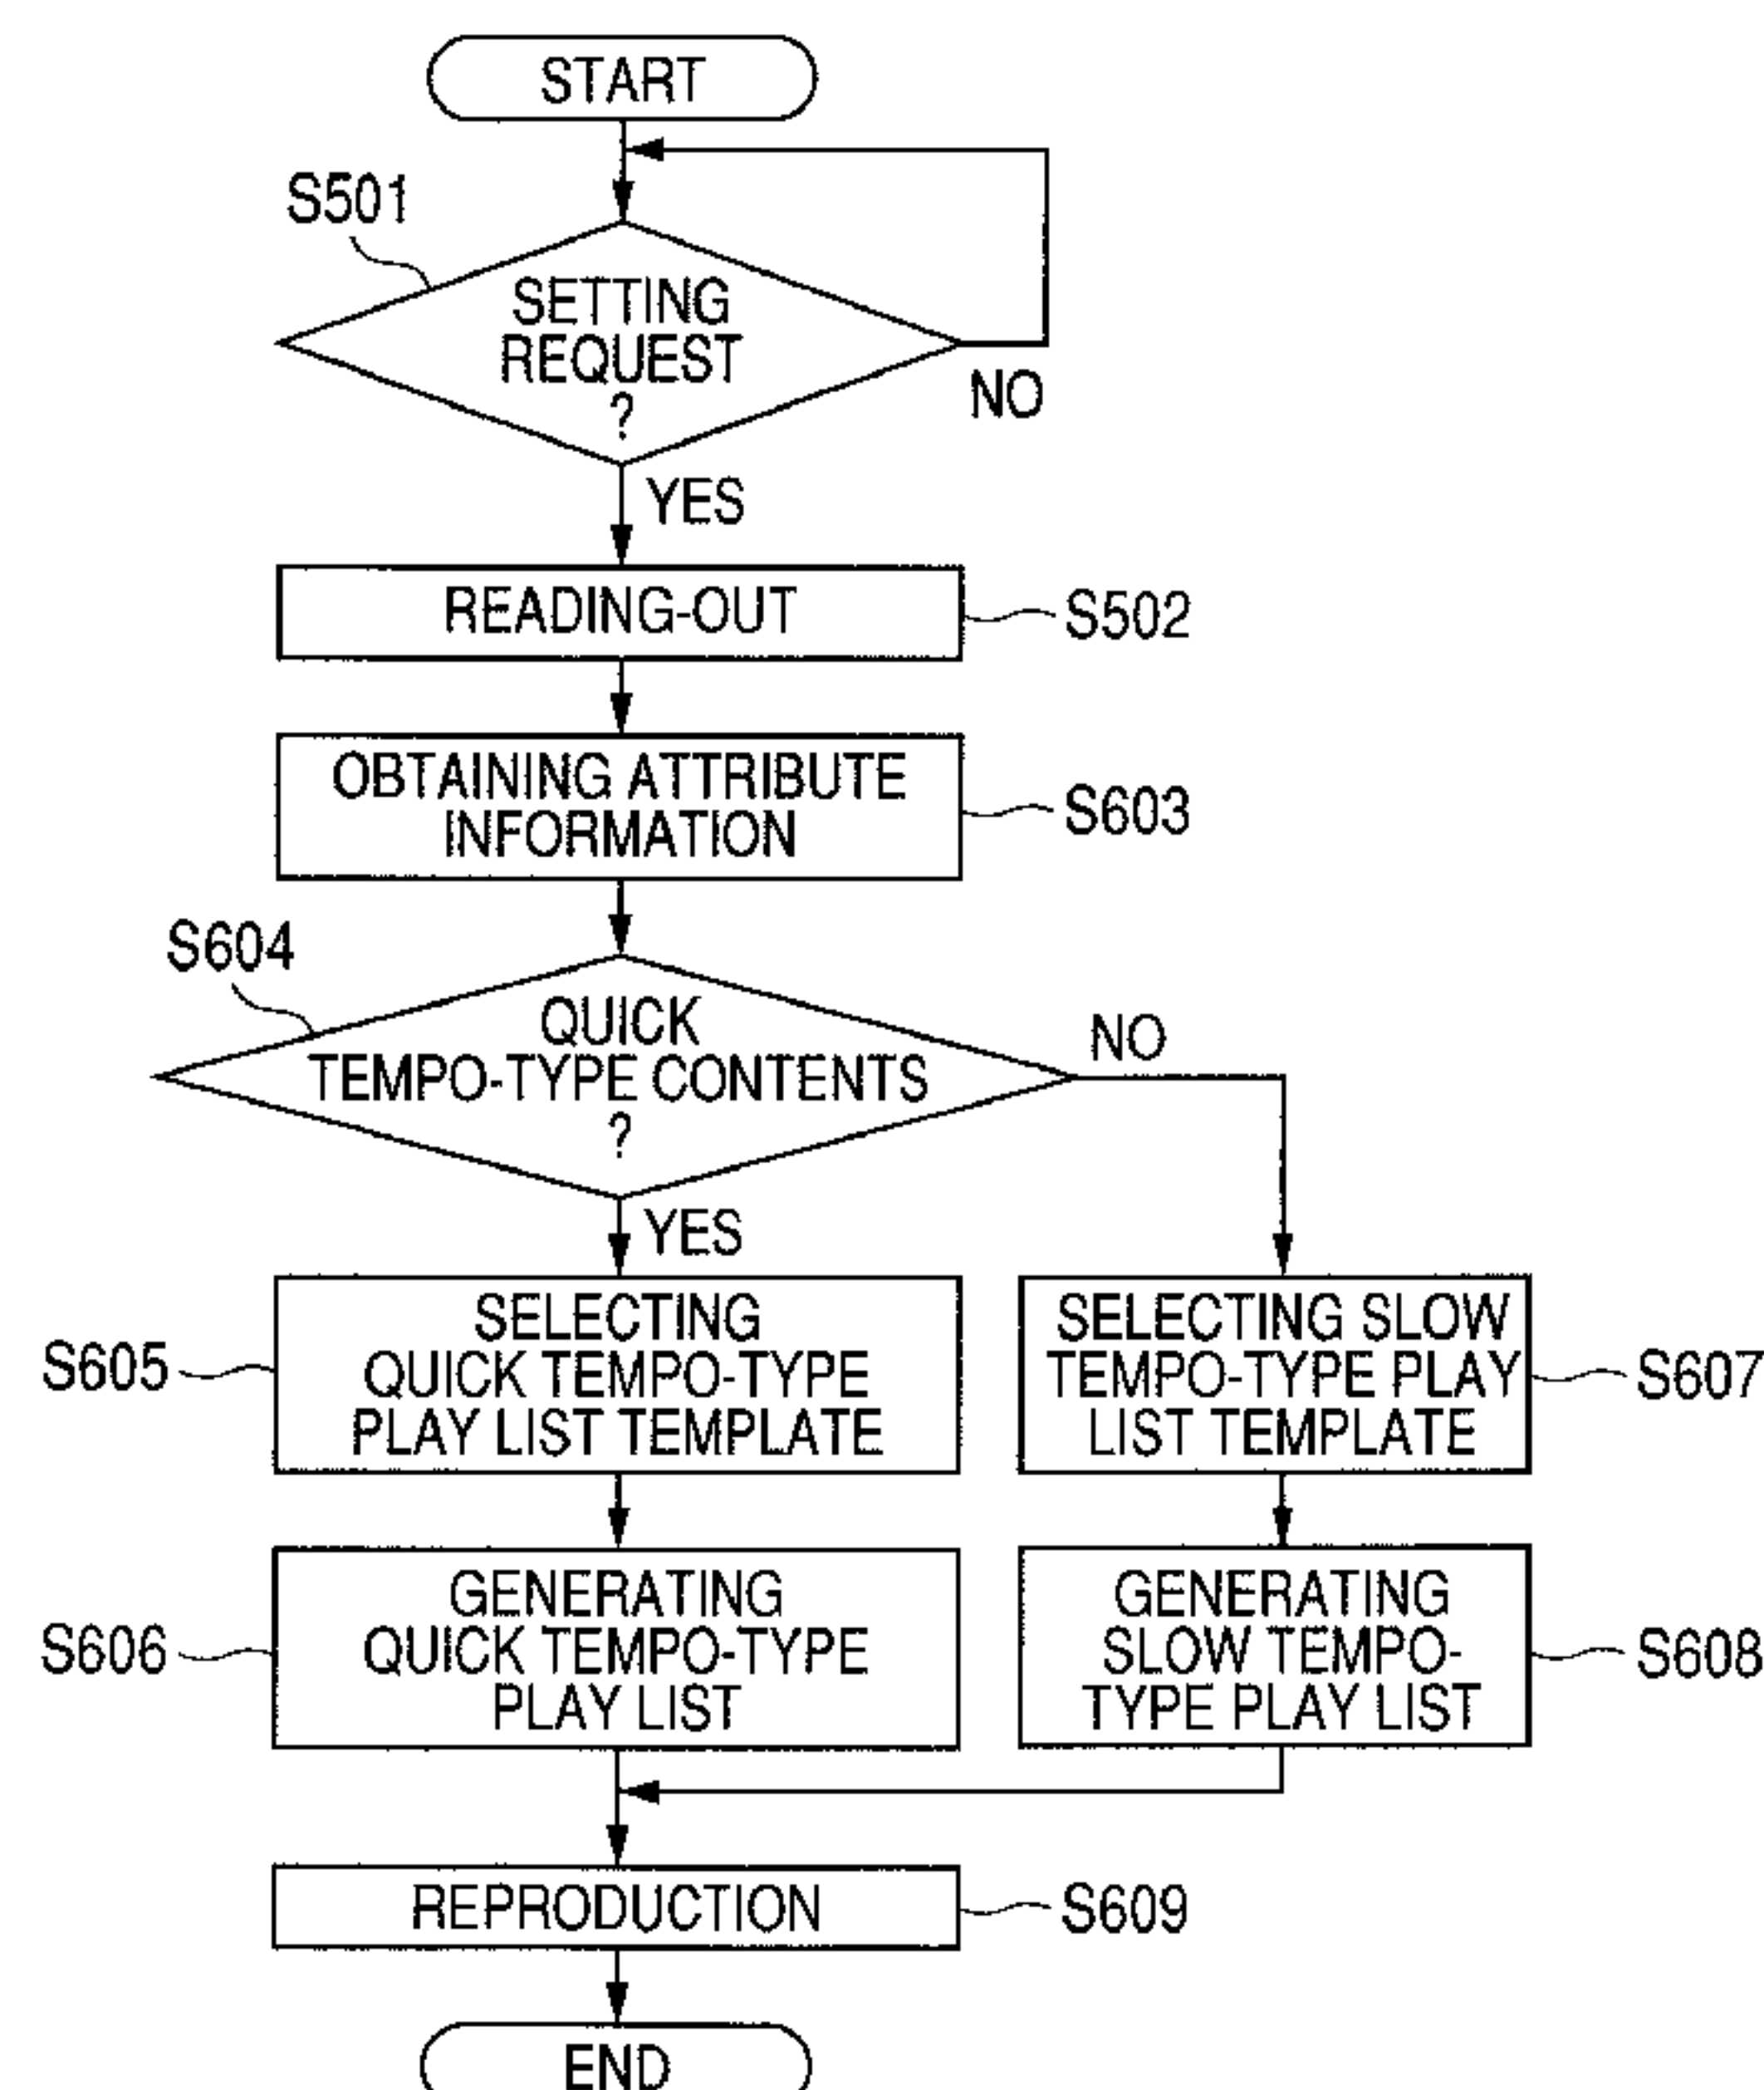 START
S501
SETTING
REQUEST
?
NO
YES
READING-OUT
S502
OBTAINING ATTRIBUTE
INFORMATION
S603
S604
QUICK
TEMPO-TYPE CONTENTS
?
NO
YES
S605
SELECTING
QUICK TEMPO-TYPE
PLAY LIST TEMPLATE
SELECTING SLOW
TEMPO-TYPE PLAY
LIST TEMPLATE
S607
S606
GENERATING
QUICK TEMPO-TYPE
PLAY LIST
GENERATING
SLOW TEMPO-
TYPE PLAY LIST
S608
REPRODUCTION
S609
END